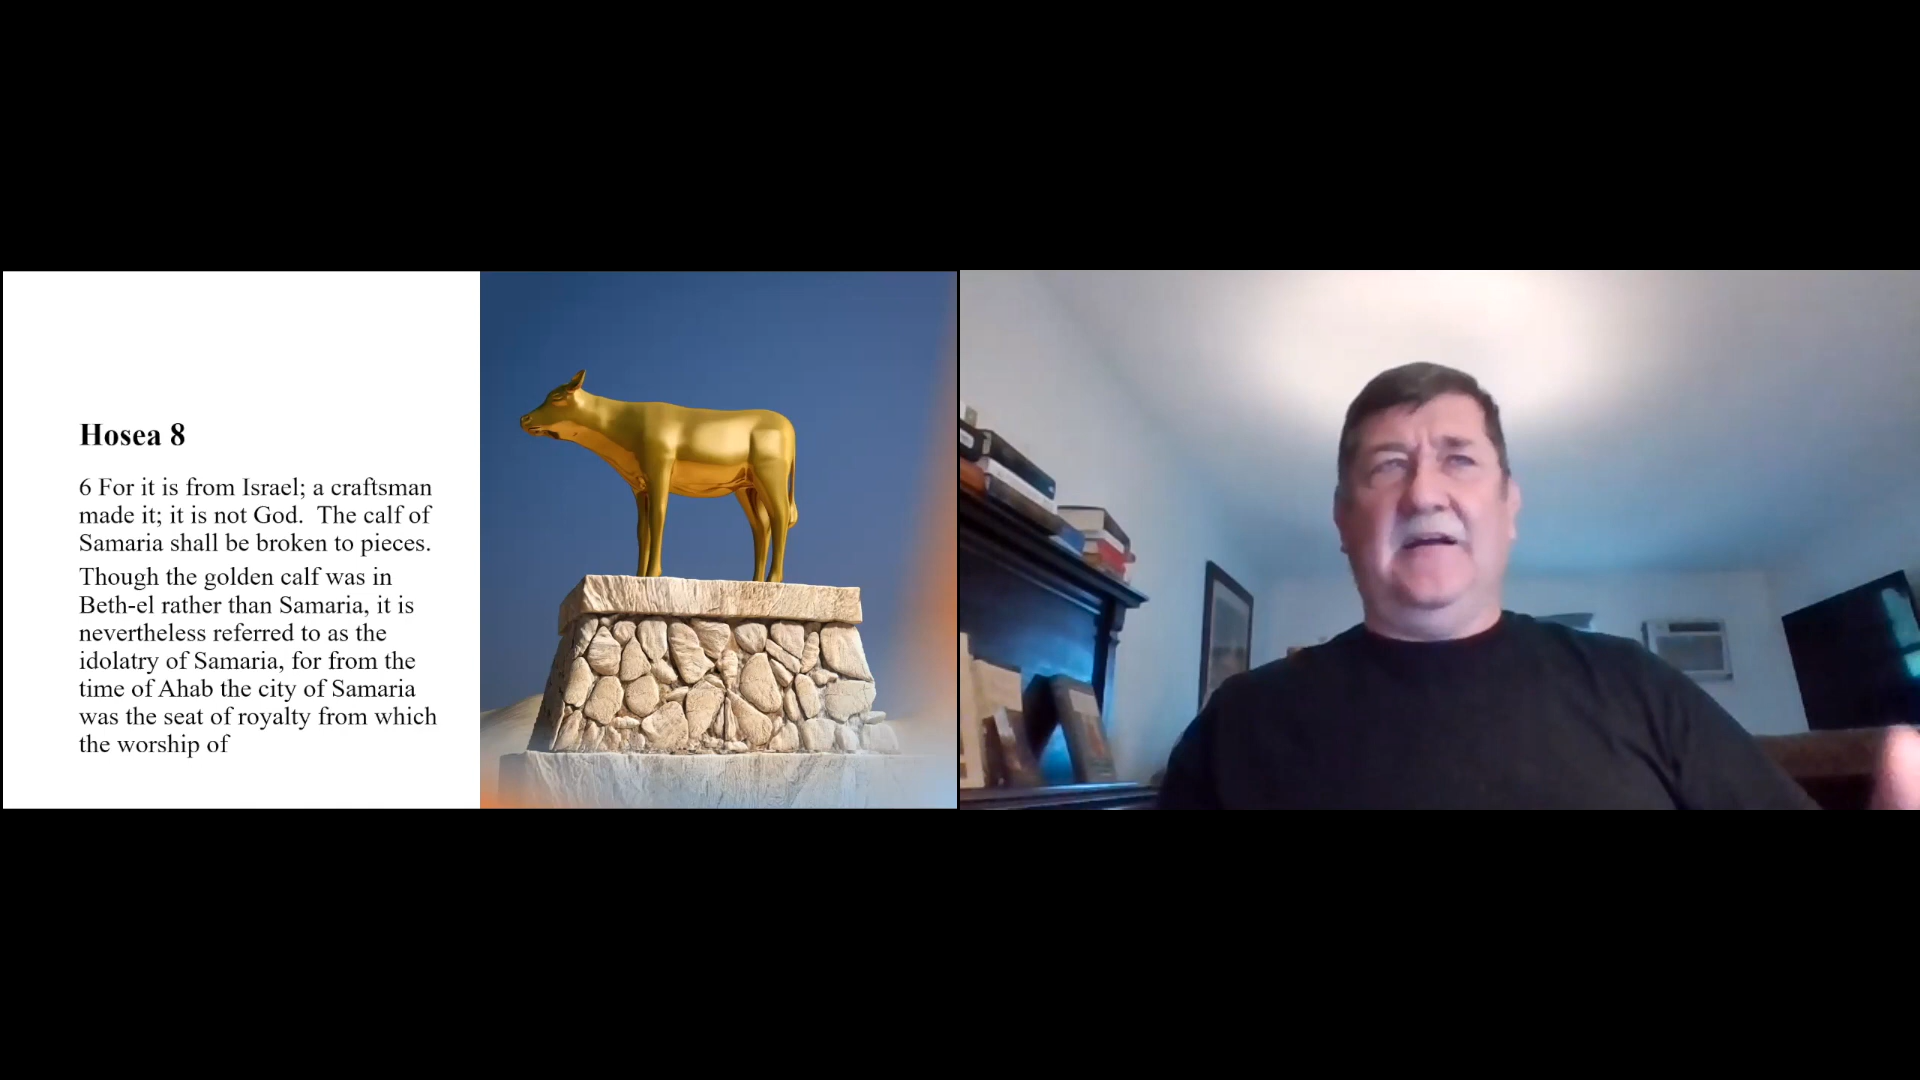 Hosea 8
6 For it is from Israel; a craftsman
made it; it is not God.  The calf of
Samaria shall be broken to pieces.
Though the golden calf was in
Beth-el rather than Samaria, it is
nevertheless referred to as the
idolatry of Samaria, for from the
time of Ahab the city of Samaria
was the seat of royalty from which
the worship of